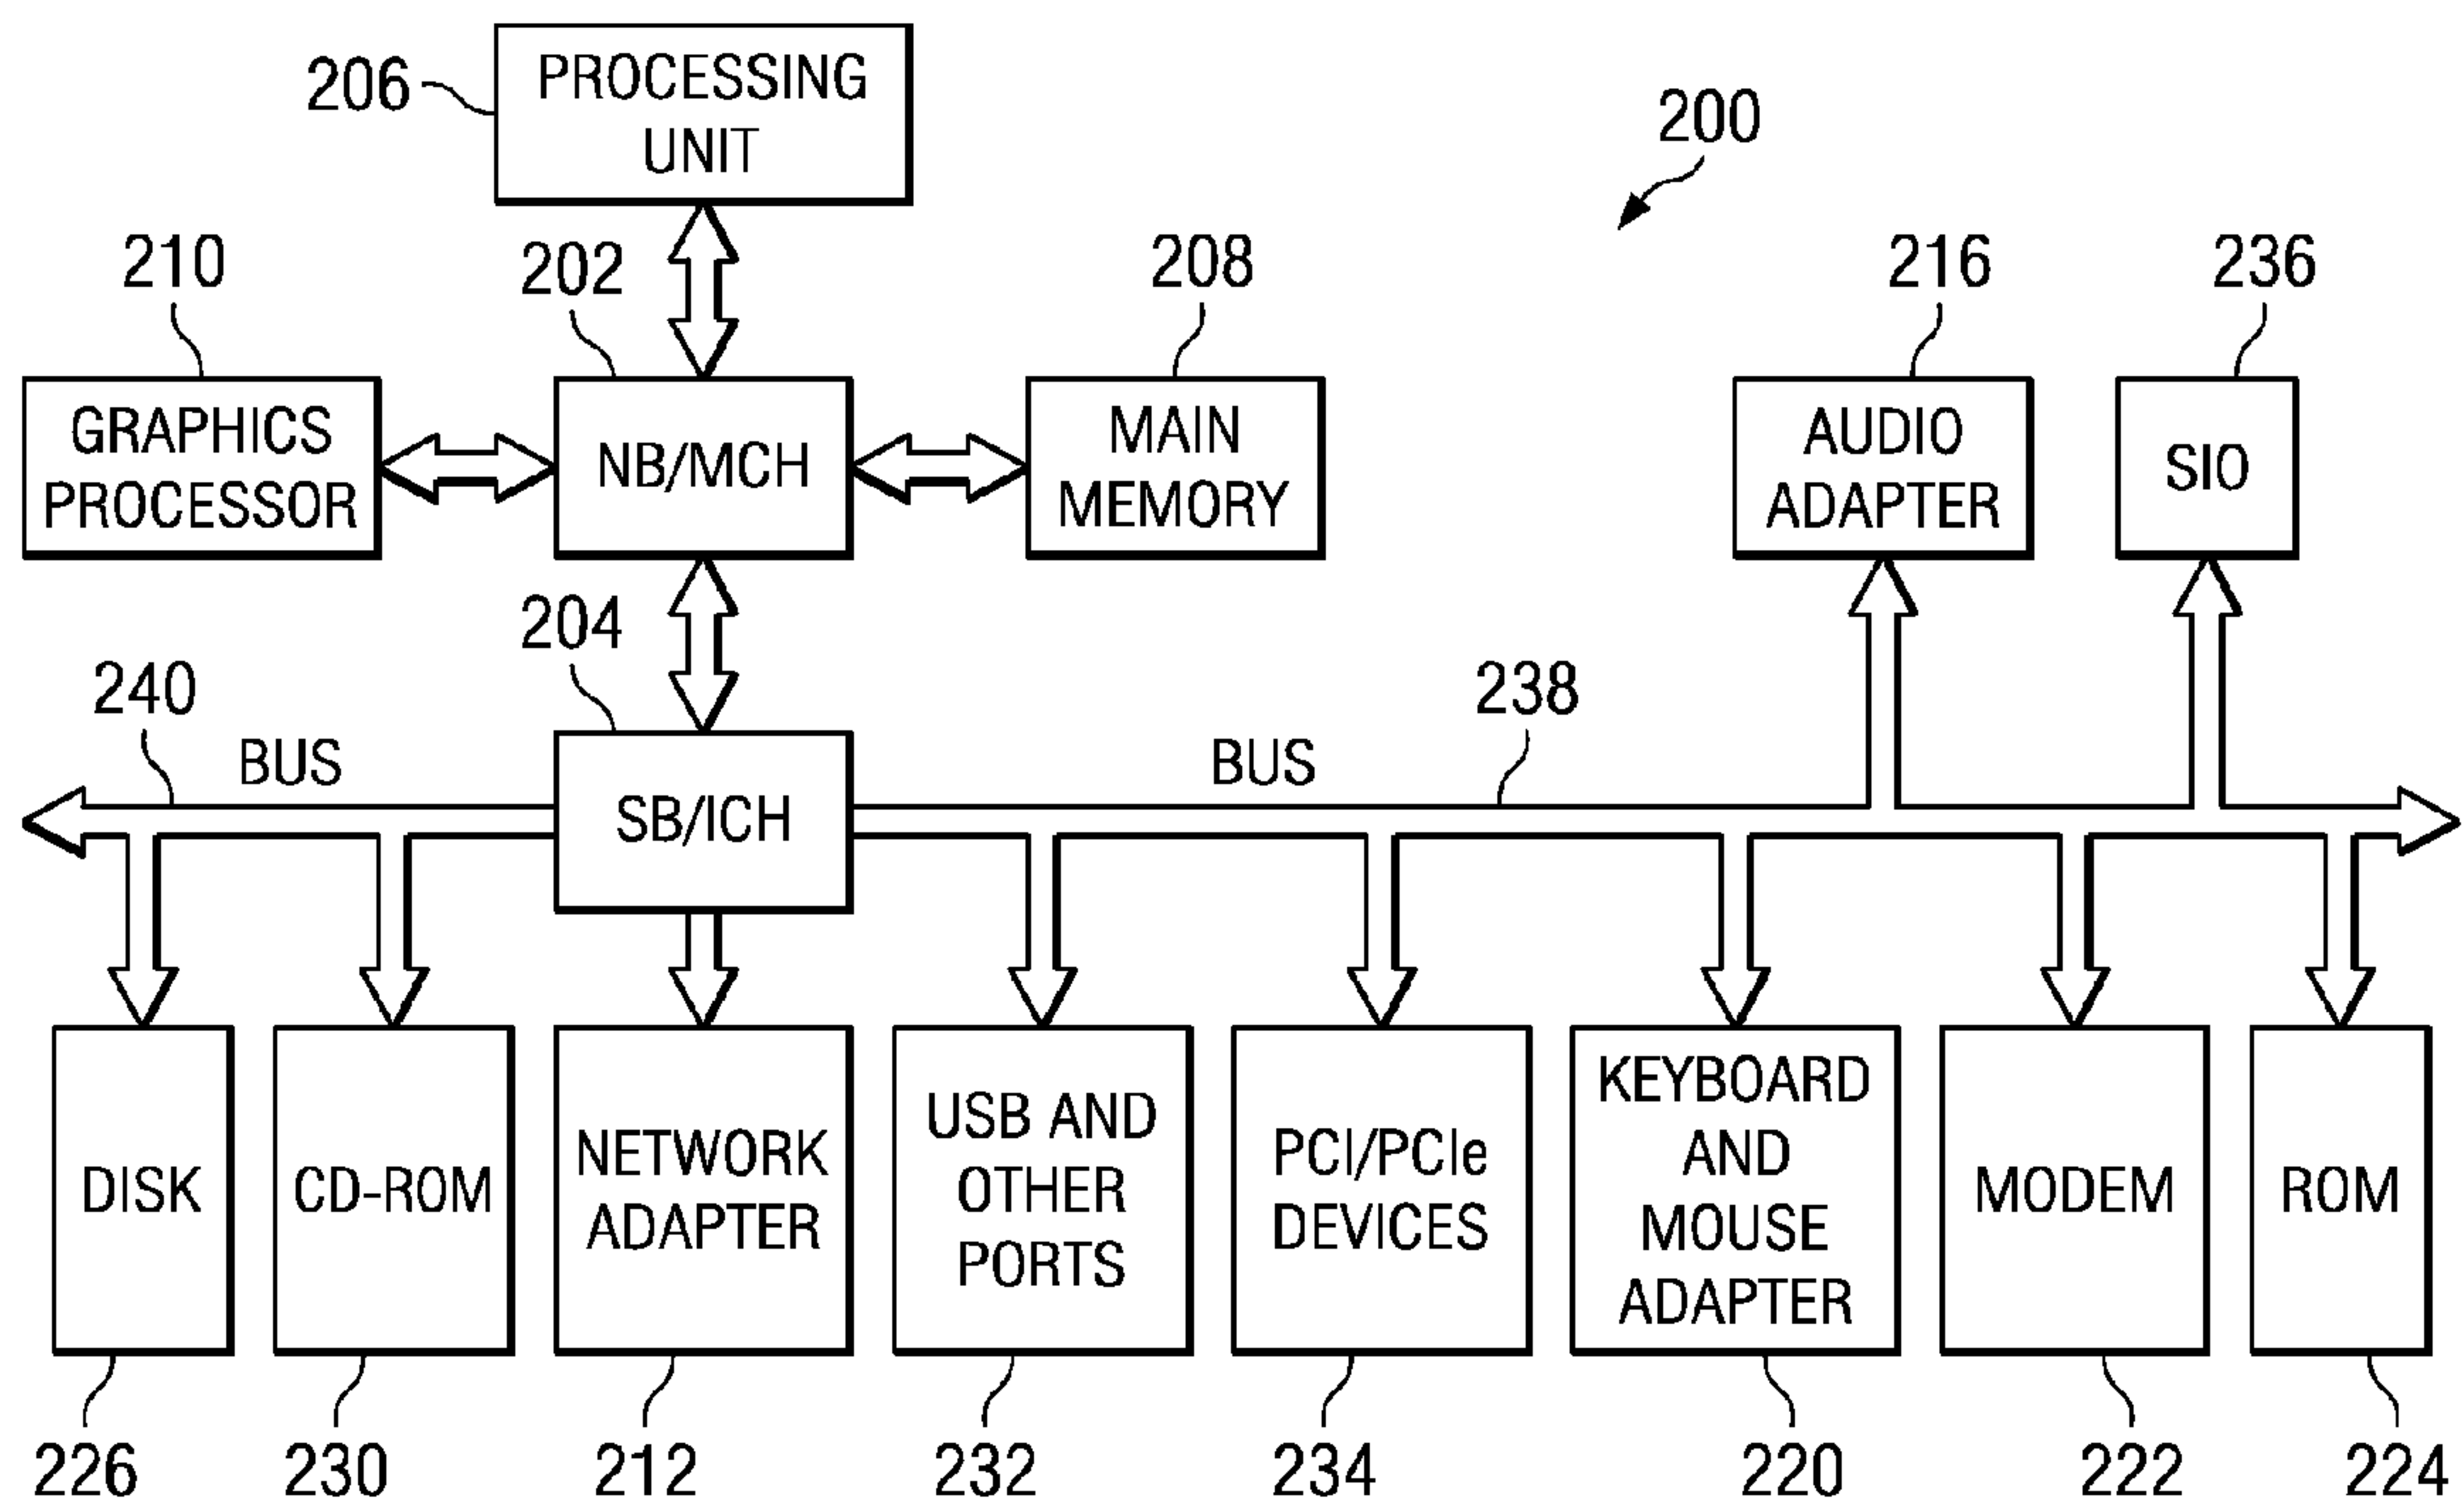 PROCESSING
UNIT
206
200
210
202
208
216
236
GRAPHICS
PROCESSOR
NB/MCH
MAIN
MEMORY
AUDIO
ADAPTER
SIO
204
240
238
BUS
BUS
SB/ICH
DISK
CD-ROM
NETWORK
ADAPTER
USB AND
OTHER
PORTS
PCI/PCIe
DEVICES
KEYBOARD
AND
MOUSE
ADAPTER
MODEM
ROM
226
230
212
232
234
220
222
224